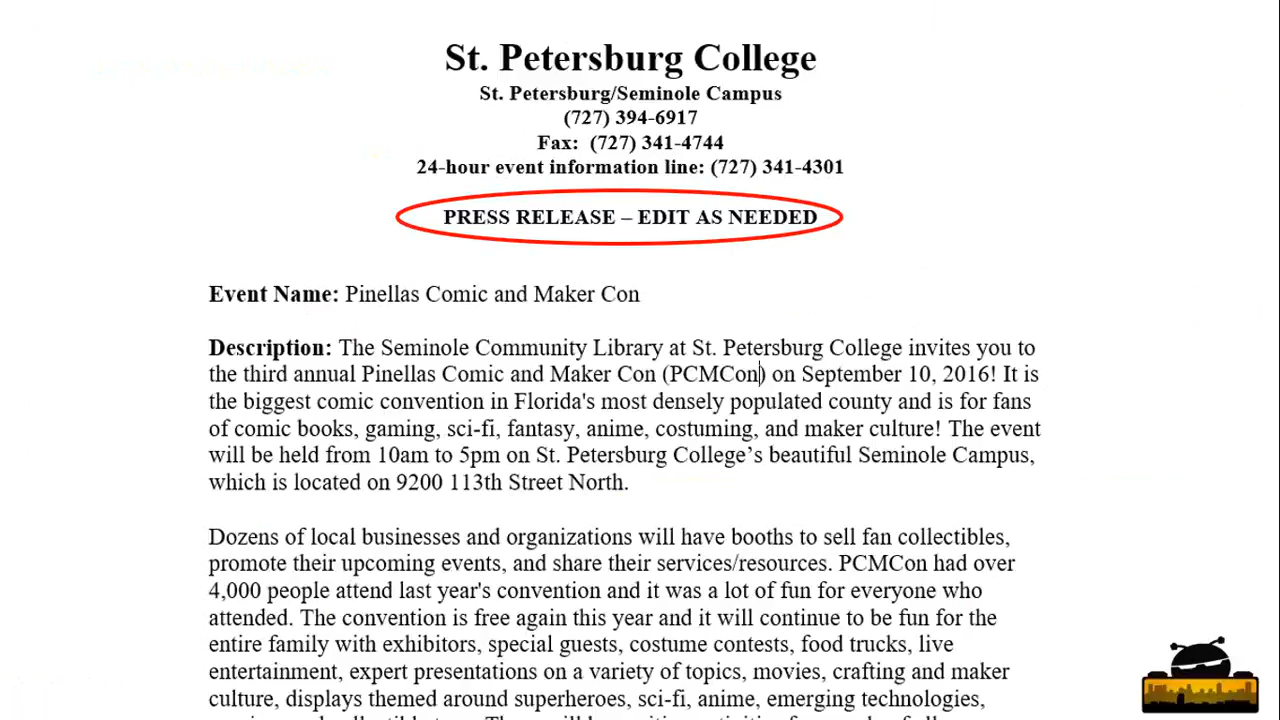 St. Petersburg College
St. Petersburg/Seminole Campus
(727) 394-6917
Fax:  (727) 341-4744
24-hour event information line: (727) 341-4301
PRESS RELEASE – EDIT AS NEEDED
Event Name: Pinellas Comic and Maker Con
Description: The Seminole Community Library at St. Petersburg College invites you to
the third annual Pinellas Comic and Maker Con (PCMCon) on September 10, 2016! It is
the biggest comic convention in Florida's most densely populated county and is for fans
of comic books, gaming, sci-fi, fantasy, anime, costuming, and maker culture! The event
will be held from 10am to 5pm on St. Petersburg College’s beautiful Seminole Campus,
which is located on 9200 113th Street North.
Dozens of local businesses and organizations will have booths to sell fan collectibles,
promote their upcoming events, and share their services/resources. PCMCon had over
4,000 people attend last year's convention and it was a lot of fun for everyone who
attended. The convention is free again this year and it will continue to be fun for the
entire family with exhibitors, special guests, costume contests, food trucks, live
entertainment, expert presentations on a variety of topics, movies, crafting and maker
culture, displays themed around superheroes, sci-fi, anime, emerging technologies,